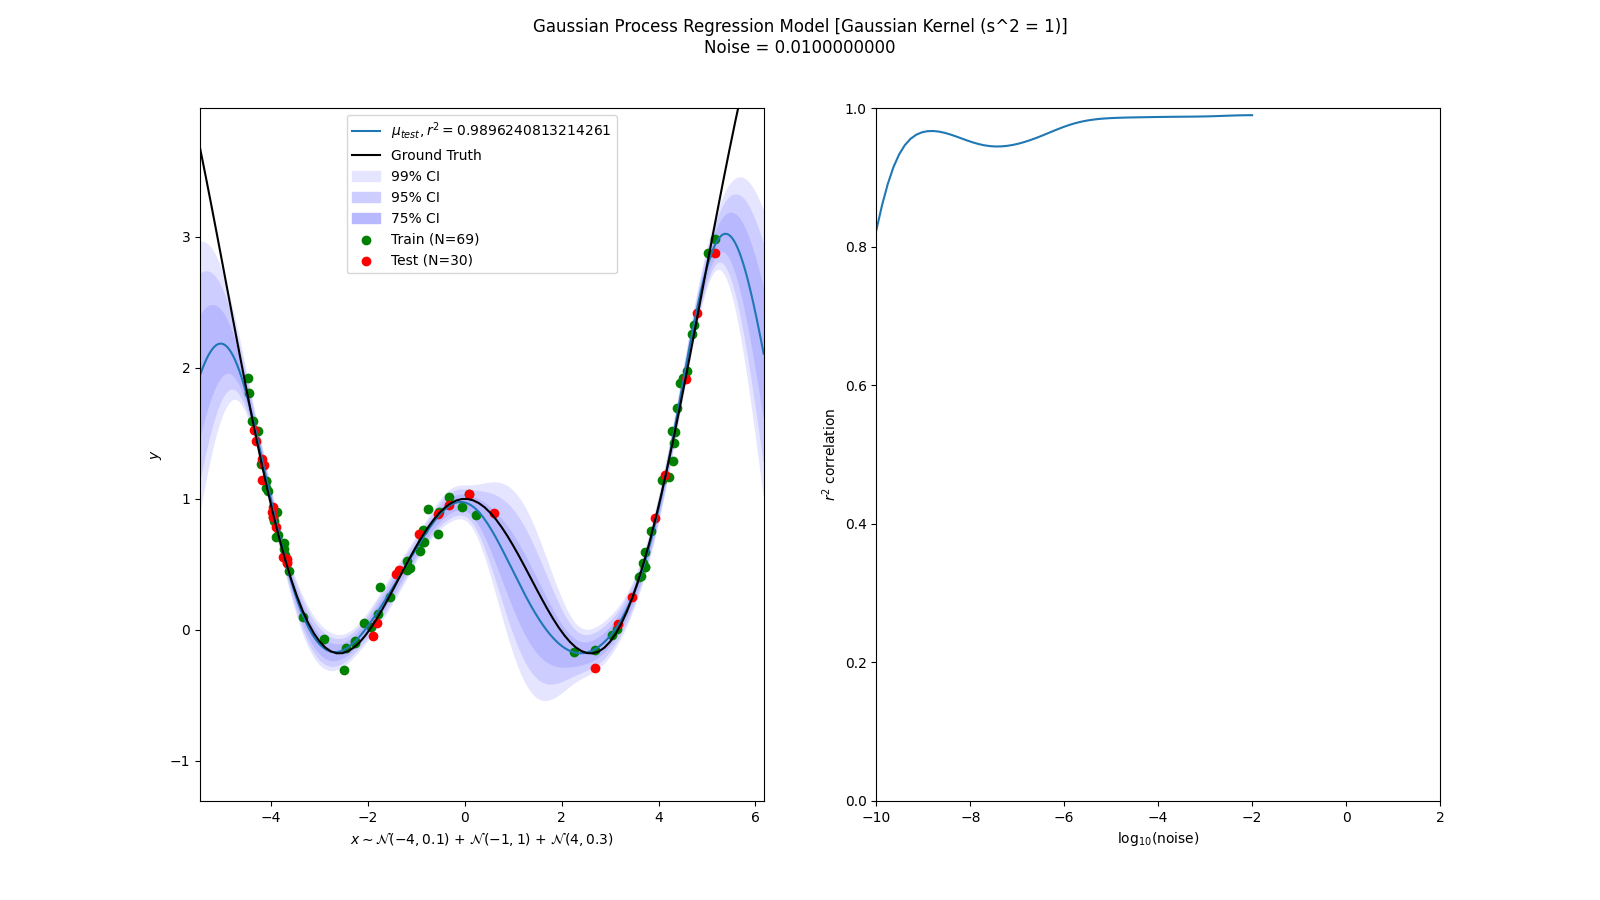 Gaussian Process Regression Model [Gaussian Kernel (s^2 = 1)]
Noise = 0.0100000000
μ_test, r² = 0.9896240813214261
Ground Truth
99% CI
95% CI
75% CI
Train (N=69)
Test (N=30)
3
2
1
0
−1
y
−4 −2 0 2 4 6
x ∼ 𝒩(−4, 0.1) + 𝒩(−1, 1) + 𝒩(4, 0.3)
1.0
0.8
0.6
0.4
0.2
0.0
r² correlation
−10 −8 −6 −4 −2 0 2
log₁₀(noise)